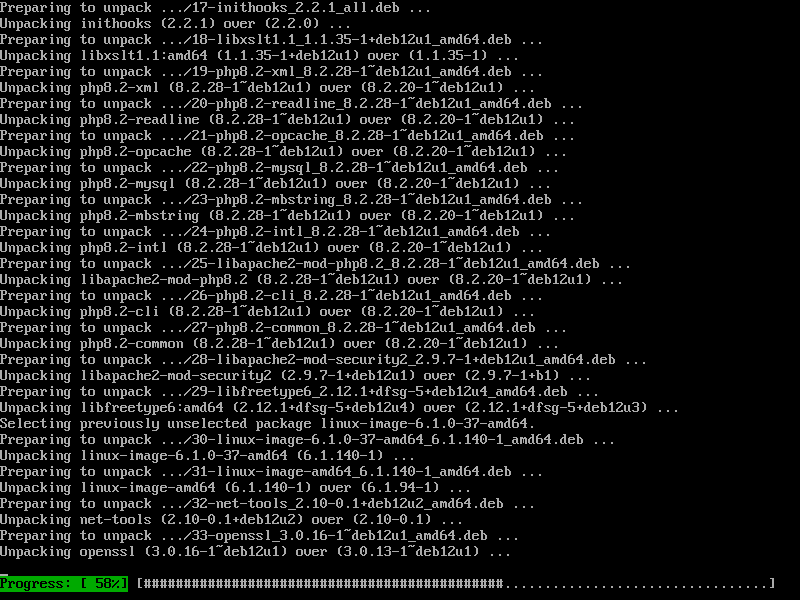 Preparing to unpack .../17-inithooks_2.2.1_all.deb ...
Unpacking inithooks (2.2.1) over (2.2.0) ...
Preparing to unpack .../18-libxslt1.1_1.1.35-1+deb12u1_amd64.deb ...
Unpacking libxslt1.1:amd64 (1.1.35-1+deb12u1) over (1.1.35-1) ...
Preparing to unpack .../19-php8.2-xml_8.2.28-1~deb12u1_amd64.deb ...
Unpacking php8.2-xml (8.2.28-1~deb12u1) over (8.2.20-1~deb12u1) ...
Preparing to unpack .../20-php8.2-readline_8.2.28-1~deb12u1_amd64.deb ...
Unpacking php8.2-readline (8.2.28-1~deb12u1) over (8.2.20-1~deb12u1) ...
Preparing to unpack .../21-php8.2-opcache_8.2.28-1~deb12u1_amd64.deb ...
Unpacking php8.2-opcache (8.2.28-1~deb12u1) over (8.2.20-1~deb12u1) ...
Preparing to unpack .../22-php8.2-mysql_8.2.28-1~deb12u1_amd64.deb ...
Unpacking php8.2-mysql (8.2.28-1~deb12u1) over (8.2.20-1~deb12u1) ...
Preparing to unpack .../23-php8.2-mbstring_8.2.28-1~deb12u1_amd64.deb ...
Unpacking php8.2-mbstring (8.2.28-1~deb12u1) over (8.2.20-1~deb12u1) ...
Preparing to unpack .../24-php8.2-intl_8.2.28-1~deb12u1_amd64.deb ...
Unpacking php8.2-intl (8.2.28-1~deb12u1) over (8.2.20-1~deb12u1) ...
Preparing to unpack .../25-libapache2-mod-php8.2_8.2.28-1~deb12u1_amd64.deb ...
Unpacking libapache2-mod-php8.2 (8.2.28-1~deb12u1) over (8.2.20-1~deb12u1) ...
Preparing to unpack .../26-php8.2-cli_8.2.28-1~deb12u1_amd64.deb ...
Unpacking php8.2-cli (8.2.28-1~deb12u1) over (8.2.20-1~deb12u1) ...
Preparing to unpack .../27-php8.2-common_8.2.28-1~deb12u1_amd64.deb ...
Unpacking php8.2-common (8.2.28-1~deb12u1) over (8.2.20-1~deb12u1) ...
Preparing to unpack .../28-libapache2-mod-security2_2.9.7-1+deb12u1_amd64.deb ...
Unpacking libapache2-mod-security2 (2.9.7-1+deb12u1) over (2.9.7-1+b1) ...
Preparing to unpack .../29-libfreetype6_2.12.1+dfsg-5+deb12u4_amd64.deb ...
Unpacking libfreetype6:amd64 (2.12.1+dfsg-5+deb12u4) over (2.12.1+dfsg-5+deb12u3) ...
Selecting previously unselected package linux-image-6.1.0-37-amd64.
Preparing to unpack .../30-linux-image-6.1.0-37-amd64_6.1.140-1_amd64.deb ...
Unpacking linux-image-6.1.0-37-amd64 (6.1.140-1) ...
Preparing to unpack .../31-linux-image-amd64_6.1.140-1_amd64.deb ...
Unpacking linux-image-amd64 (6.1.140-1) over (6.1.94-1) ...
Preparing to unpack .../32-net-tools_2.10-0.1+deb12u2_amd64.deb ...
Unpacking net-tools (2.10-0.1+deb12u2) over (2.10-0.1) ...
Preparing to unpack .../33-openssl_3.0.16-1~deb12u1_amd64.deb ...
Unpacking openssl (3.0.16-1~deb12u1) over (3.0.13-1~deb12u1) ...
Progress: [ 58%] [#############################################.................................]